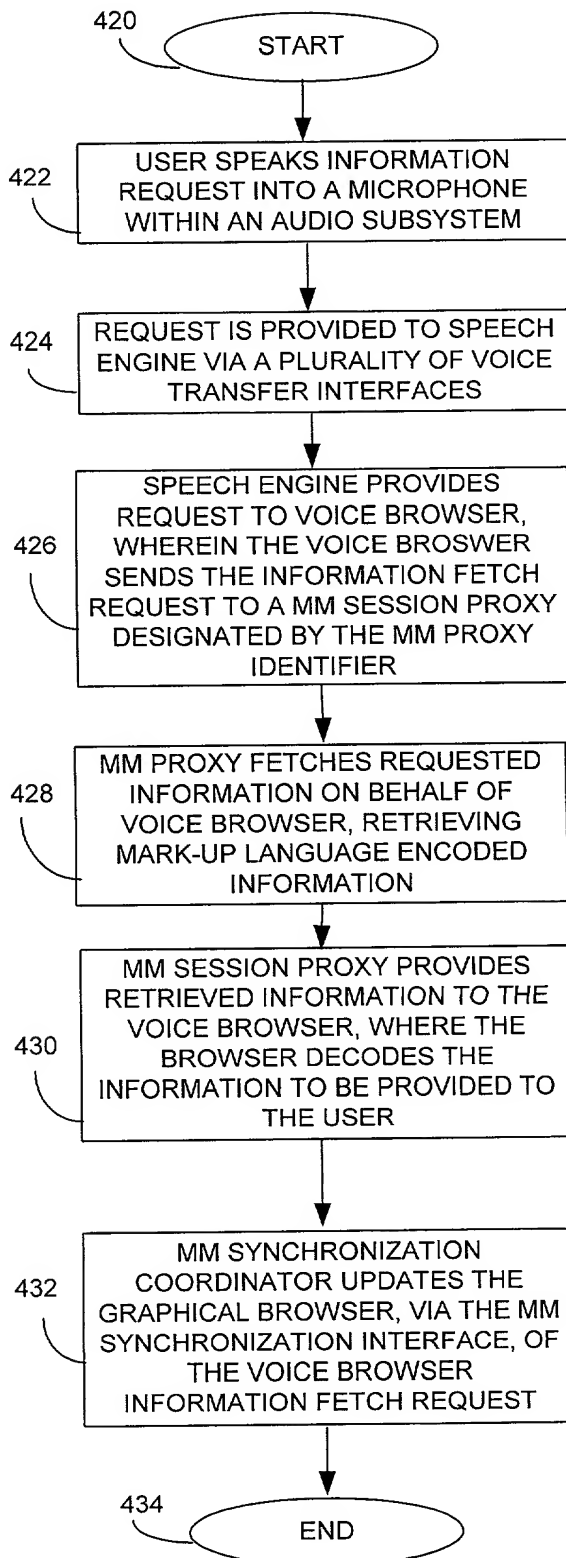 420
START
422
USER SPEAKS INFORMATION
REQUEST INTO A MICROPHONE
WITHIN AN AUDIO SUBSYSTEM
424
REQUEST IS PROVIDED TO SPEECH
ENGINE VIA A PLURALITY OF VOICE
TRANSFER INTERFACES
426
SPEECH ENGINE PROVIDES
REQUEST TO VOICE BROWSER,
WHEREIN THE VOICE BROSWER
SENDS THE INFORMATION FETCH
REQUEST TO A MM SESSION PROXY
DESIGNATED BY THE MM PROXY
IDENTIFIER
428
MM PROXY FETCHES REQUESTED
INFORMATION ON BEHALF OF
VOICE BROWSER, RETRIEVING
MARK-UP LANGUAGE ENCODED
INFORMATION
430
MM SESSION PROXY PROVIDES
RETRIEVED INFORMATION TO THE
VOICE BROWSER, WHERE THE
BROWSER DECODES THE
INFORMATION TO BE PROVIDED TO
THE USER
432
MM SYNCHRONIZATION
COORDINATOR UPDATES THE
GRAPHICAL BROWSER, VIA THE MM
SYNCHRONIZATION INTERFACE, OF
THE VOICE BROWSER
INFORMATION FETCH REQUEST
434
END